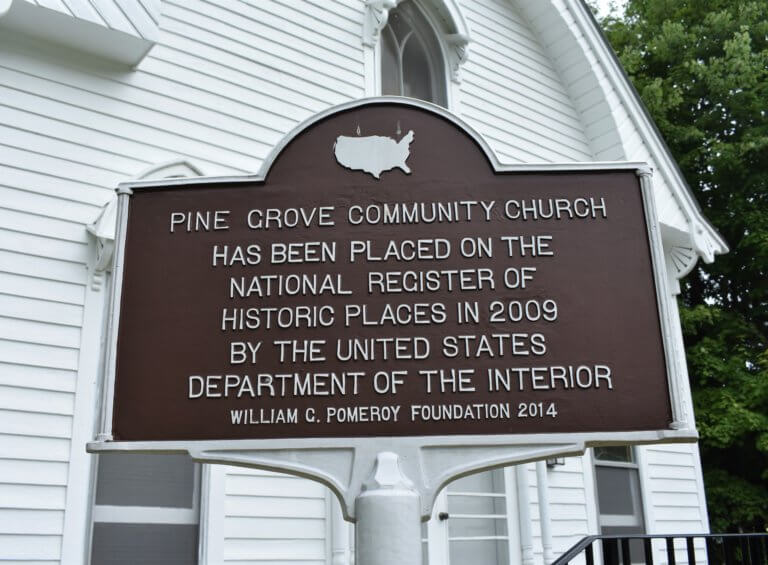 PINE GROVE COMMUNITY CHURCH
HAS BEEN PLACED ON THE
NATIONAL REGISTER OF
HISTORIC PLACES IN 2009
BY THE UNITED STATES
DEPARTMENT OF THE INTERIOR
WILLIAM G. POMEROY FOUNDATION 2014